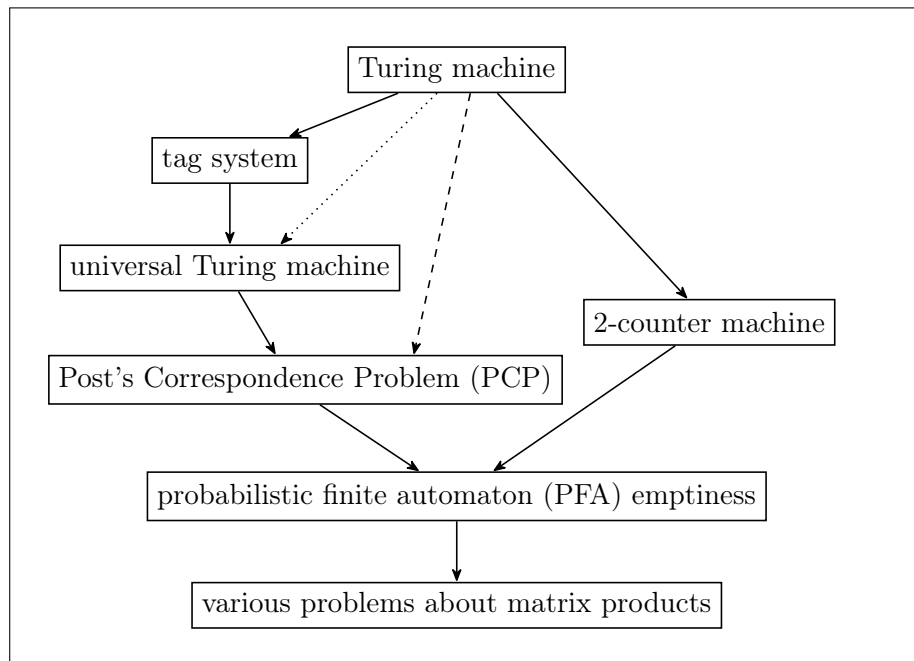 Turing machine
tag system
universal Turing machine
2-counter machine
Post's Correspondence Problem (PCP)
probabilistic finite automaton (PFA) emptiness
various problems about matrix products